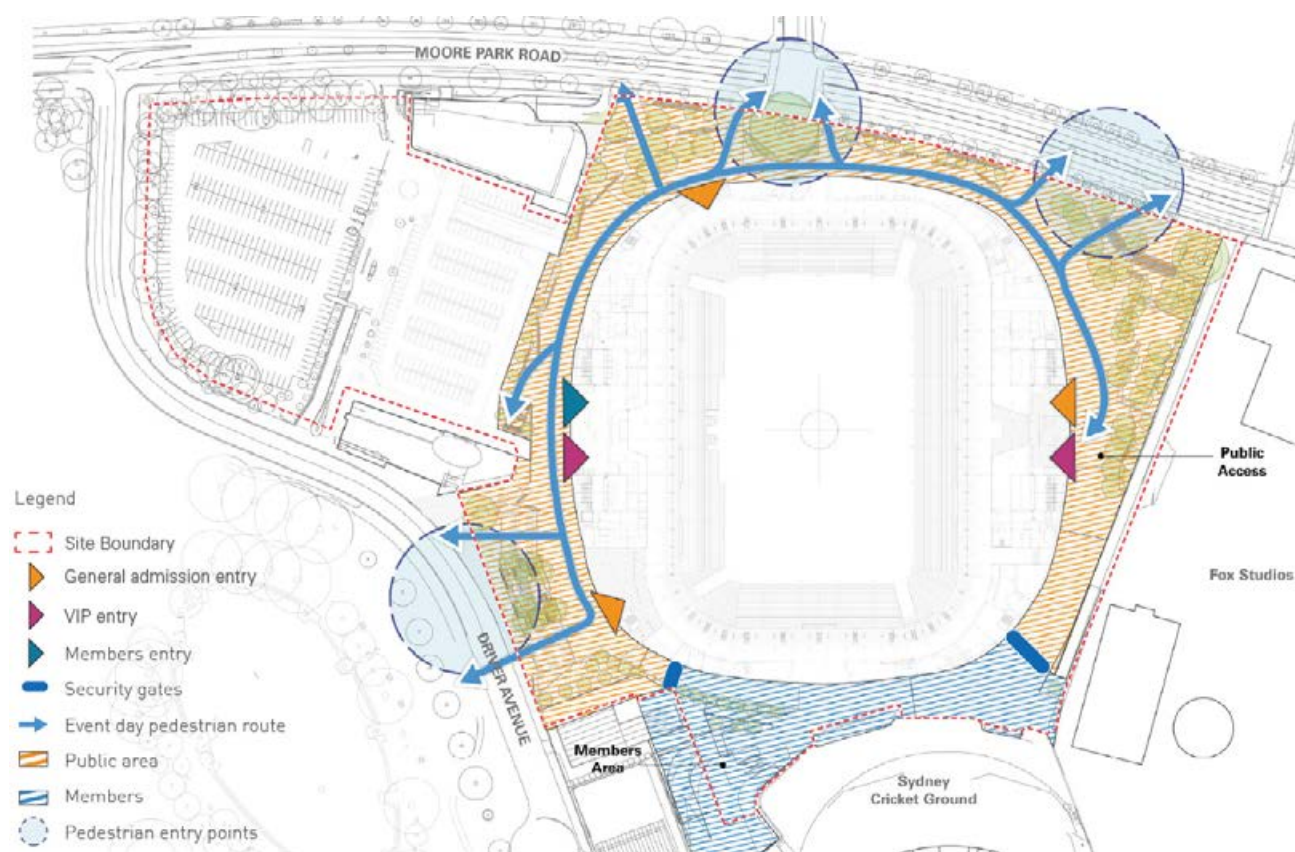 MOORE PARK ROAD
Public
Access
Legend
Site Boundary
General admission entry
VIP entry
Members entry
Security gates
Event day pedestrian route
Public area
Members
Pedestrian entry points
Fox Studios
DRIVER AVENUE
Members
Area
Sydney
Cricket Ground